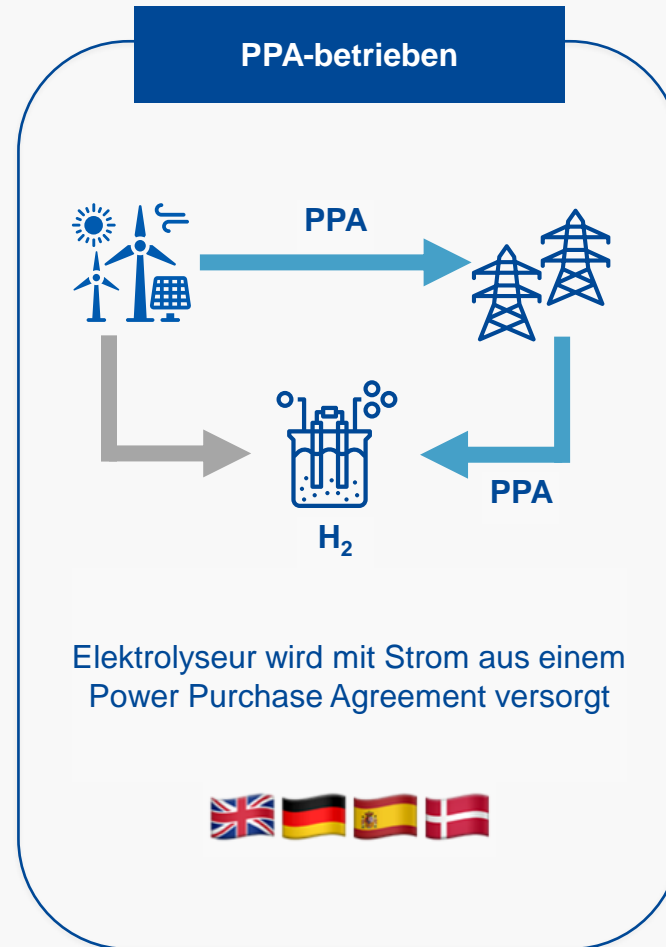 PPA-betrieben
PPA
PPA
H₂
Elektrolyseur wird mit Strom aus einem
Power Purchase Agreement versorgt